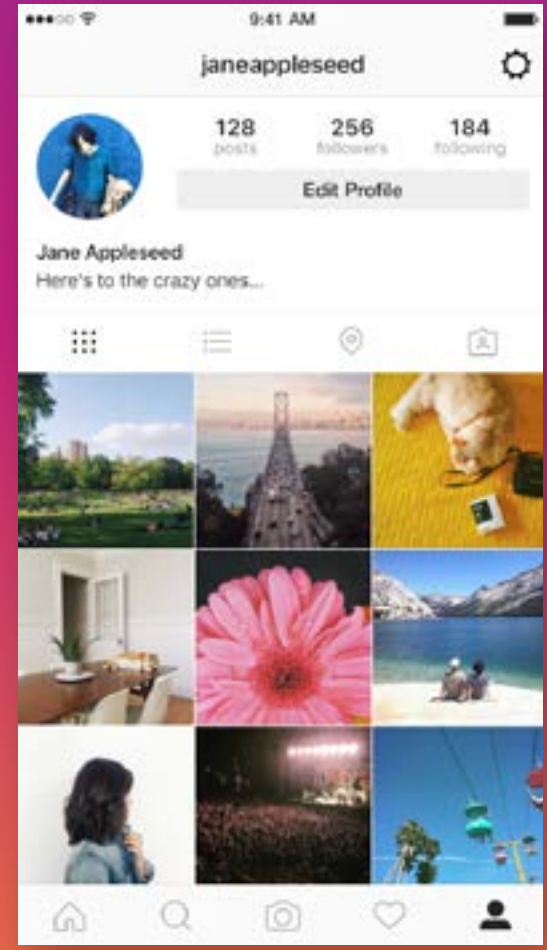 9:41 AM
janeappleseed
128 256 184
posts followers following
Edit Profile
Jane Appleseed
Here's to the crazy ones...